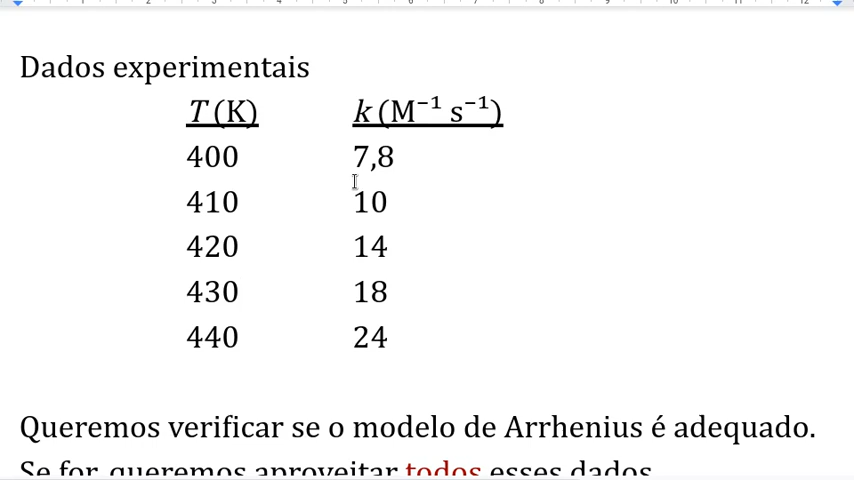 Dados experimentais
T (K) k (M⁻¹ s⁻¹)
400 7,8
410 10
420 14
430 18
440 24
Queremos verificar se o modelo de Arrhenius é adequado.
Se for, queremos aproveitar todos esses dados